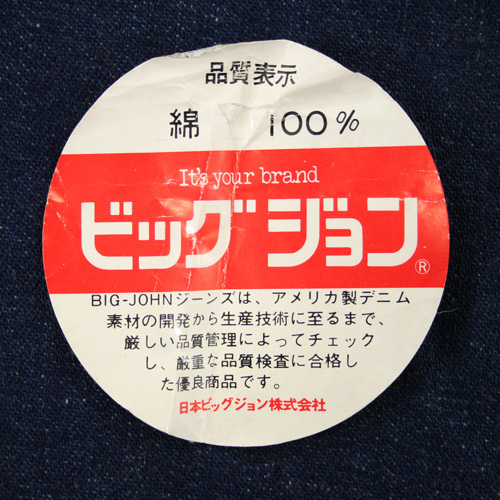 品質表示
綿 100%
It's your brand
ビッグジョン®
BIG-JOHNジーンズは、アメリカ製デニム
素材の開発から生産技術に至るまで、
厳しい品質管理によってチェック
し、厳重な品質検査に合格し
た優良商品です。
日本ビッグジョン株式会社